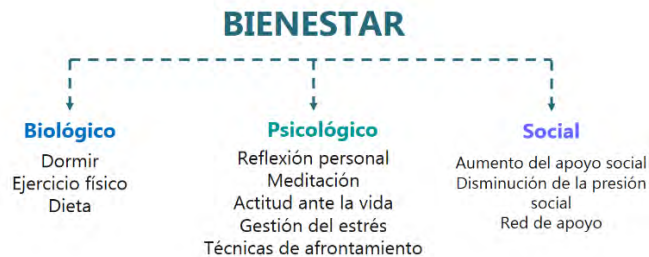 BIENESTAR
Biológico
Dormir
Ejercicio físico
Dieta
Psicológico
Reflexión personal
Meditación
Actitud ante la vida
Gestión del estrés
Técnicas de afrontamiento
Social
Aumento del apoyo social
Disminución de la presión
social
Red de apoyo